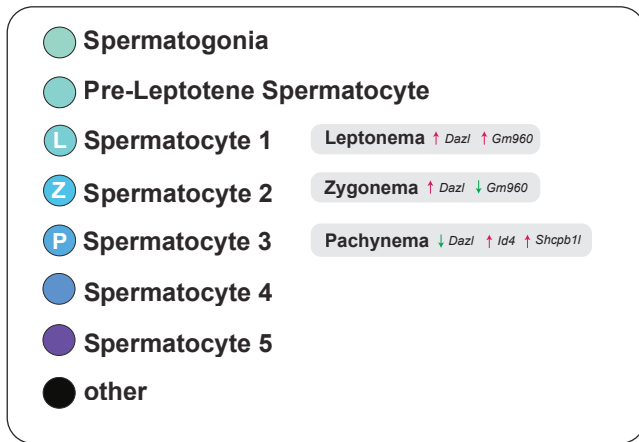 Spermatogonia
Pre-Leptotene Spermatocyte
L Spermatocyte 1 Leptonema ↑ Dazl ↑ Gm960
Z Spermatocyte 2 Zygonema ↑ Dazl ↓ Gm960
P Spermatocyte 3 Pachynema ↓ Dazl ↑ Id4 ↑ Shcpb1l
Spermatocyte 4
Spermatocyte 5
other